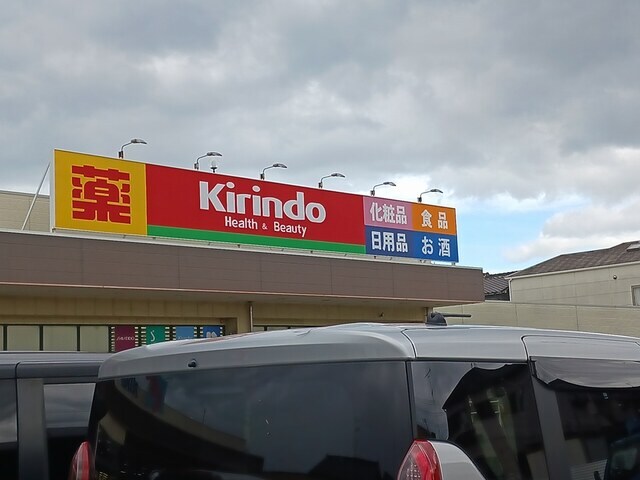 薬
Kirindo
Health & Beauty
化粧品
食品
日用品
お酒